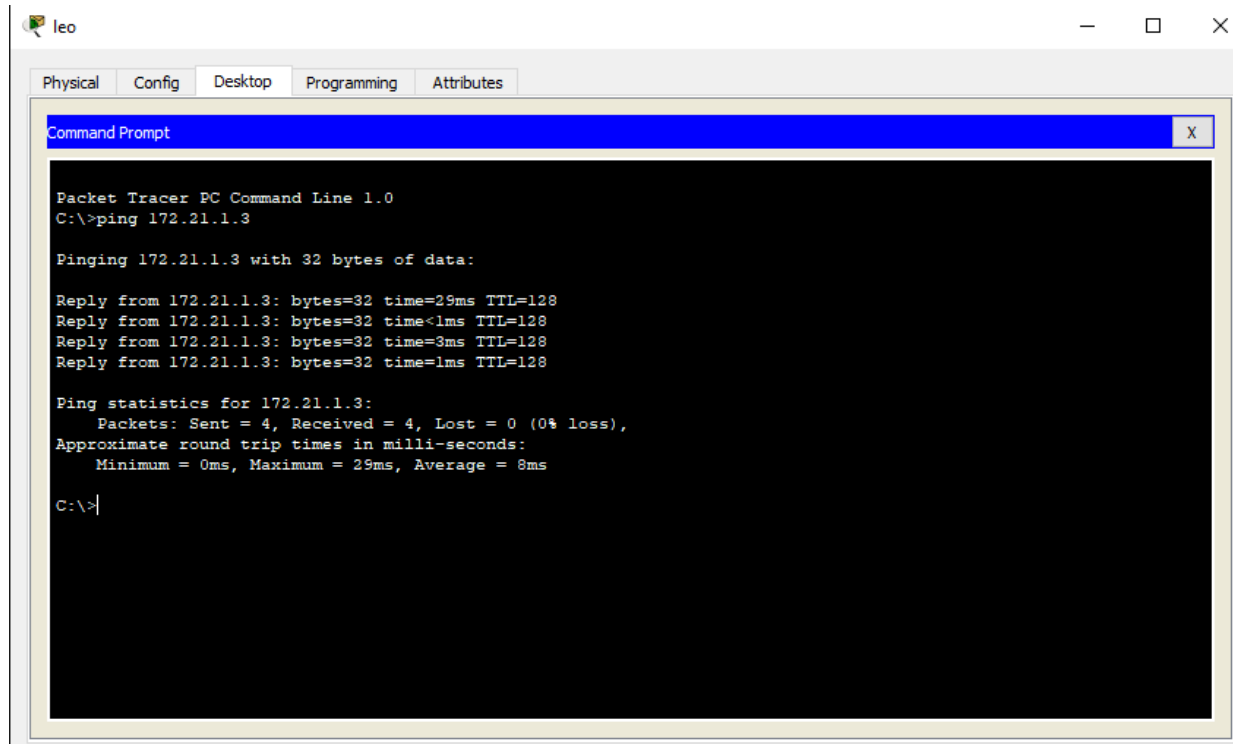 leo
Physical Config Desktop Programming Attributes
Command Prompt X
Packet Tracer PC Command Line 1.0
C:\>ping 172.21.1.3
Pinging 172.21.1.3 with 32 bytes of data:
Reply from 172.21.1.3: bytes=32 time=29ms TTL=128
Reply from 172.21.1.3: bytes=32 time<1ms TTL=128
Reply from 172.21.1.3: bytes=32 time=3ms TTL=128
Reply from 172.21.1.3: bytes=32 time=1ms TTL=128
Ping statistics for 172.21.1.3:
    Packets: Sent = 4, Received = 4, Lost = 0 (0% loss),
Approximate round trip times in milli-seconds:
    Minimum = 0ms, Maximum = 29ms, Average = 8ms
C:\>